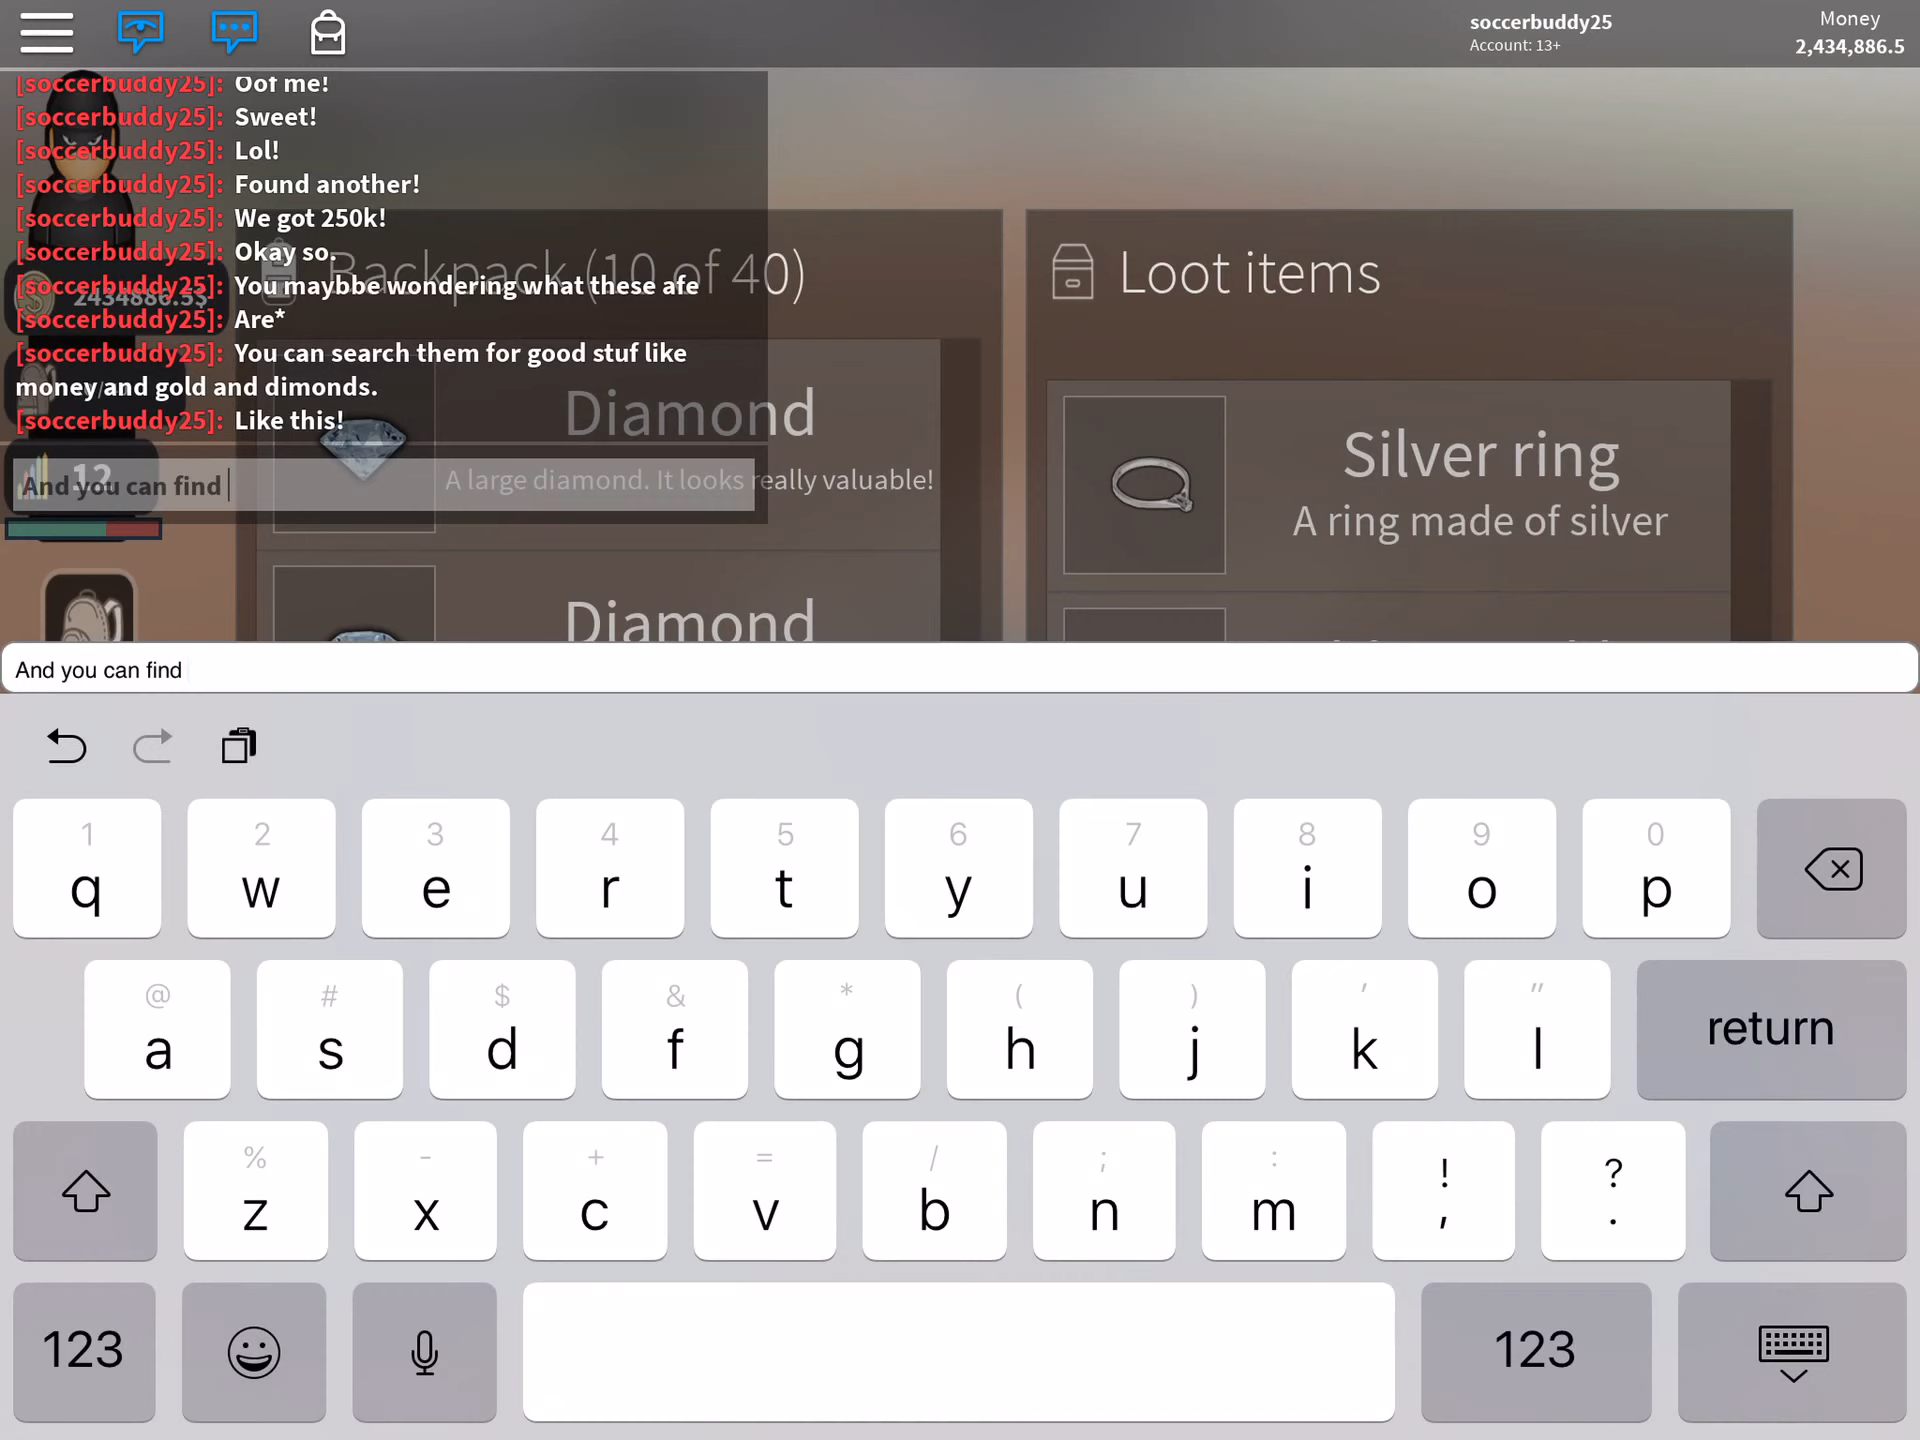 soccerbuddy25
Account: 13+
Money
2,434,886.5
[soccerbuddy25]: Oof me!
[soccerbuddy25]: Sweet!
[soccerbuddy25]: Lol!
[soccerbuddy25]: Found another!
[soccerbuddy25]: We got 250k!
[soccerbuddy25]: Okay so.
[soccerbuddy25]: You maybbe wondering what these afe
[soccerbuddy25]: Are*
[soccerbuddy25]: You can search them for good stuf like
money and gold and dimonds.
[soccerbuddy25]: Like this!
And you can find
2434886.5$
12
Backpack (10 of 40)
Diamond
A large diamond. It looks really valuable!
Diamond
Loot items
Silver ring
A ring made of silver
And you can find
1 2 3 4 5 6 7 8 9 0
q w e r t y u i o p
@ # $ & * ( ) ' "
a s d f g h j k l return
% - + = / ; : ! ?
z x c v b n m , .
123 123